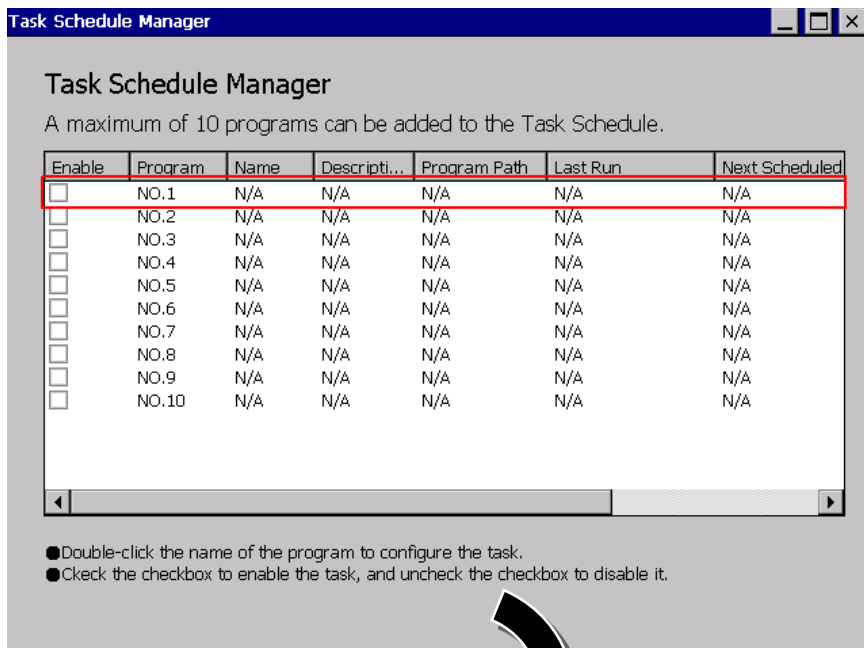 Task Schedule Manager
Task Schedule Manager
A maximum of 10 programs can be added to the Task Schedule.
Enable Program Name Descripti... Program Path Last Run Next Scheduled
NO.1 N/A N/A N/A N/A N/A
NO.2 N/A N/A N/A N/A N/A
NO.3 N/A N/A N/A N/A N/A
NO.4 N/A N/A N/A N/A N/A
NO.5 N/A N/A N/A N/A N/A
NO.6 N/A N/A N/A N/A N/A
NO.7 N/A N/A N/A N/A N/A
NO.8 N/A N/A N/A N/A N/A
NO.9 N/A N/A N/A N/A N/A
NO.10 N/A N/A N/A N/A N/A
●Double-click the name of the program to configure the task.
●Ckeck the checkbox to enable the task, and uncheck the checkbox to disable it.